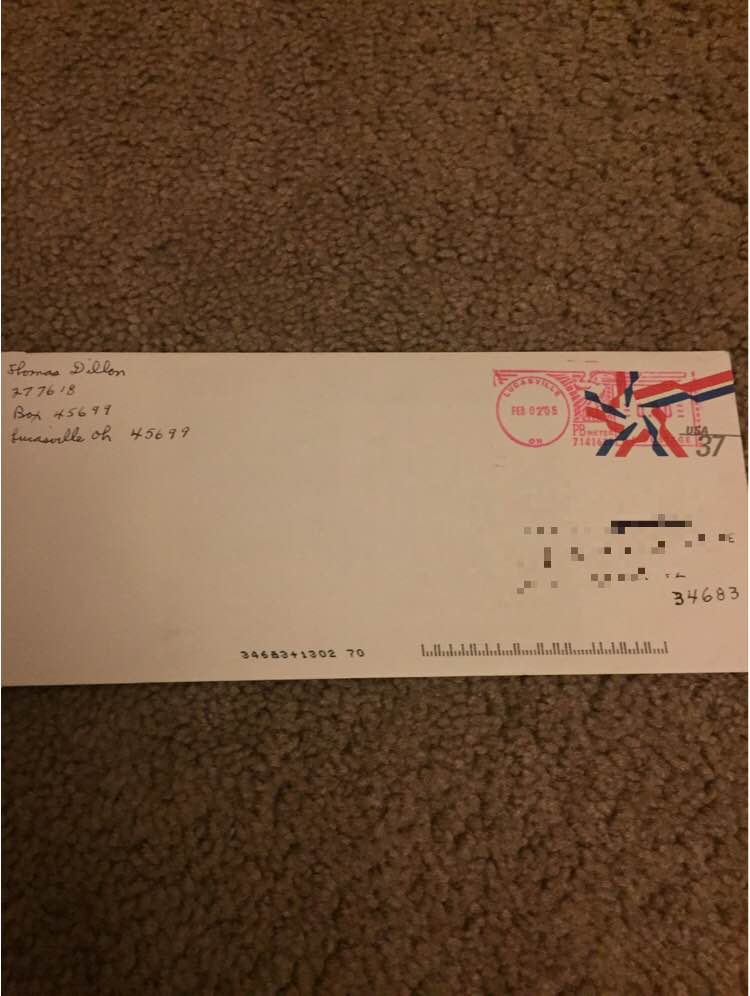 Thomas Dillon
277618
Box 45699
Lucasville Oh 45699
LUCASVILLE
FEB 02'05
OH
PB METER
71416
USA
37
E
34683
34683+1302 70